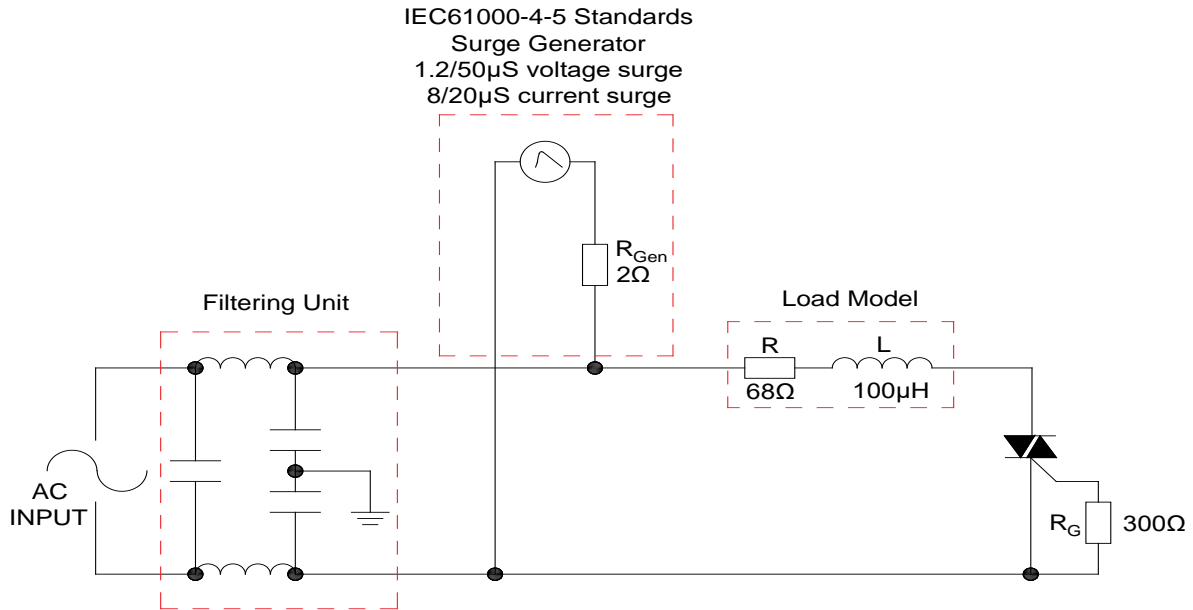 IEC61000-4-5 Standards
Surge Generator
1.2/50µS voltage surge
8/20µS current surge
RGen
2Ω
Filtering Unit
Load Model
R
L
68Ω
100µH
AC
INPUT
RG
300Ω